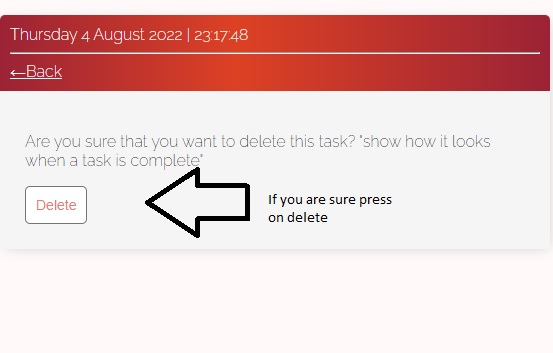 Thursday 4 August 2022 | 23:17:48
←Back
Are you sure that you want to delete this task? "show how it looks
when a task is complete"
Delete
If you are sure press
on delete